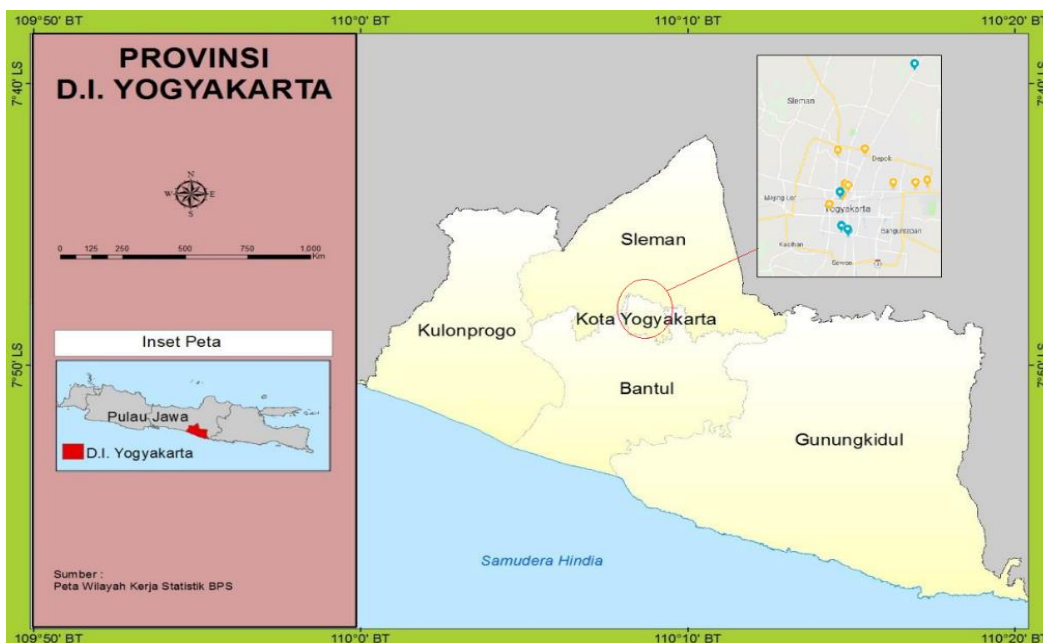 109°50' BT
110°0' BT
110°10' BT
110°20' BT
7°40' LS
7°40' LS
7°50' LS
7°50' LS
PROVINSI
D.I. YOGYAKARTA
N
W E
S
0 125 250 500 750 1.000
Km
Inset Peta
Pulau Jawa
D.I. Yogyakarta
Sumber :
Peta Wilayah Kerja Statistik BPS
Sleman
Kulonprogo
Kota Yogyakarta
Bantul
Gunungkidul
Samudera Hindia
Sleman
Depok
Yogyakarta
Banguntapan
Kasihan
109°50' BT
110°0' BT
110°10' BT
110°20' BT